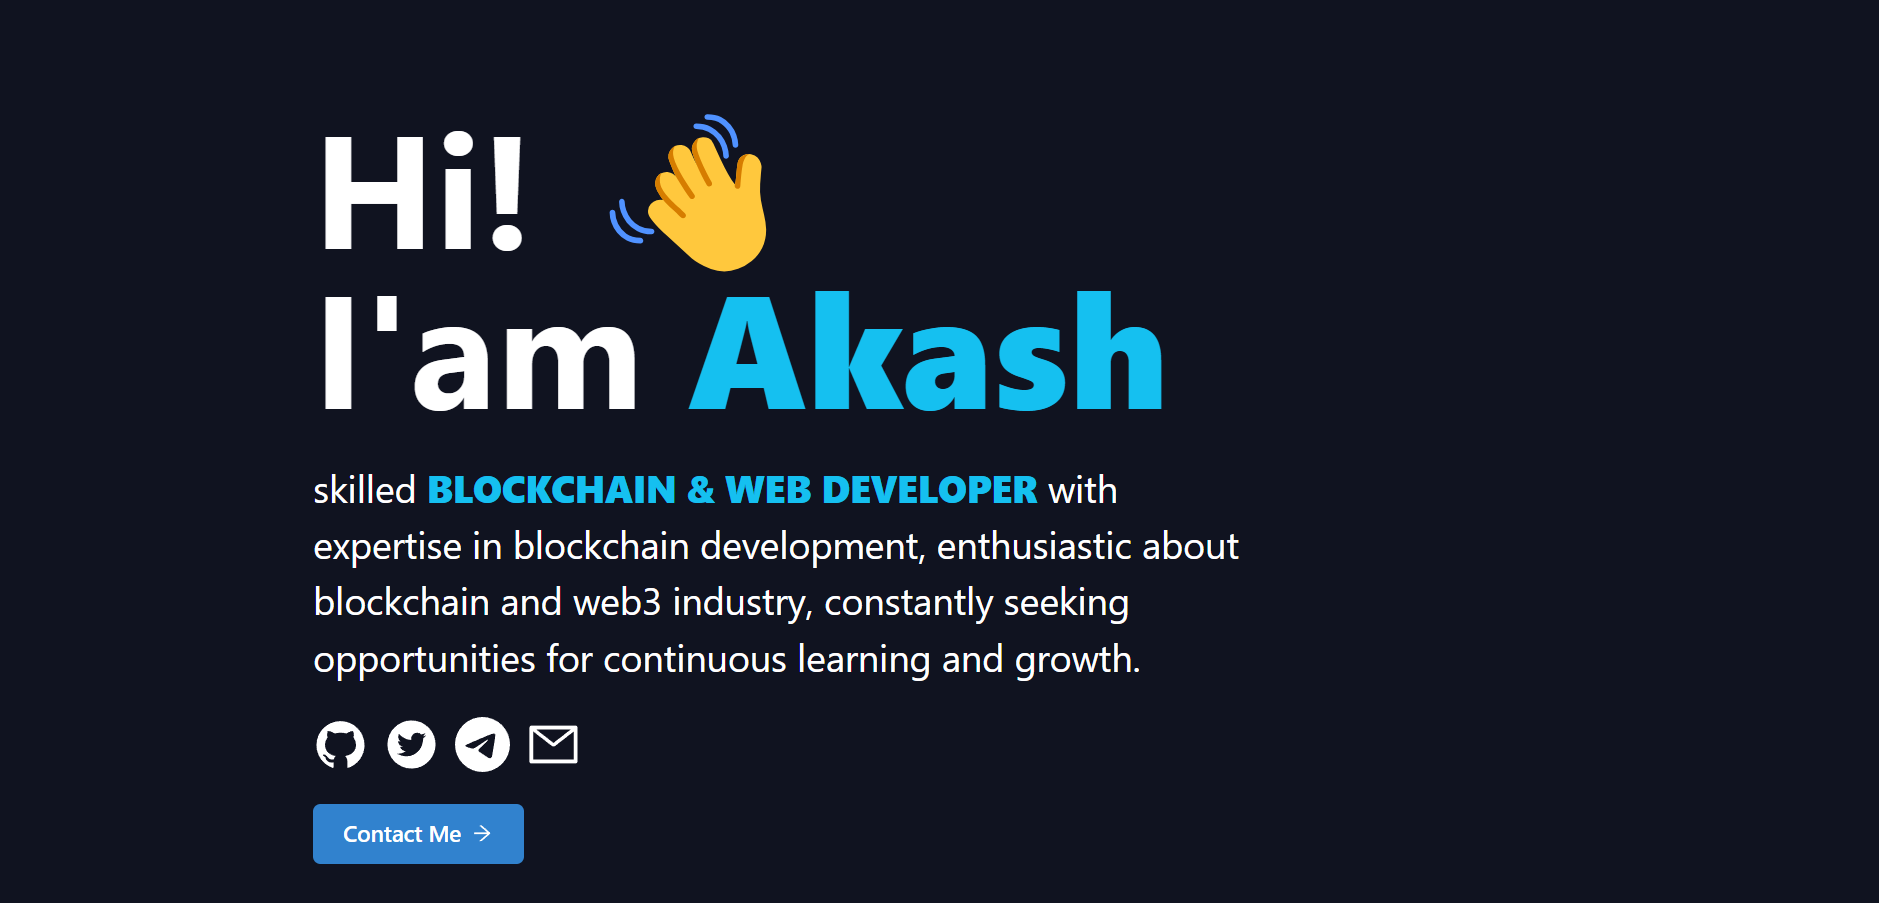 Hi!
I'am Akash
skilled BLOCKCHAIN & WEB DEVELOPER with
expertise in blockchain development, enthusiastic about
blockchain and web3 industry, constantly seeking
opportunities for continuous learning and growth.
Contact Me